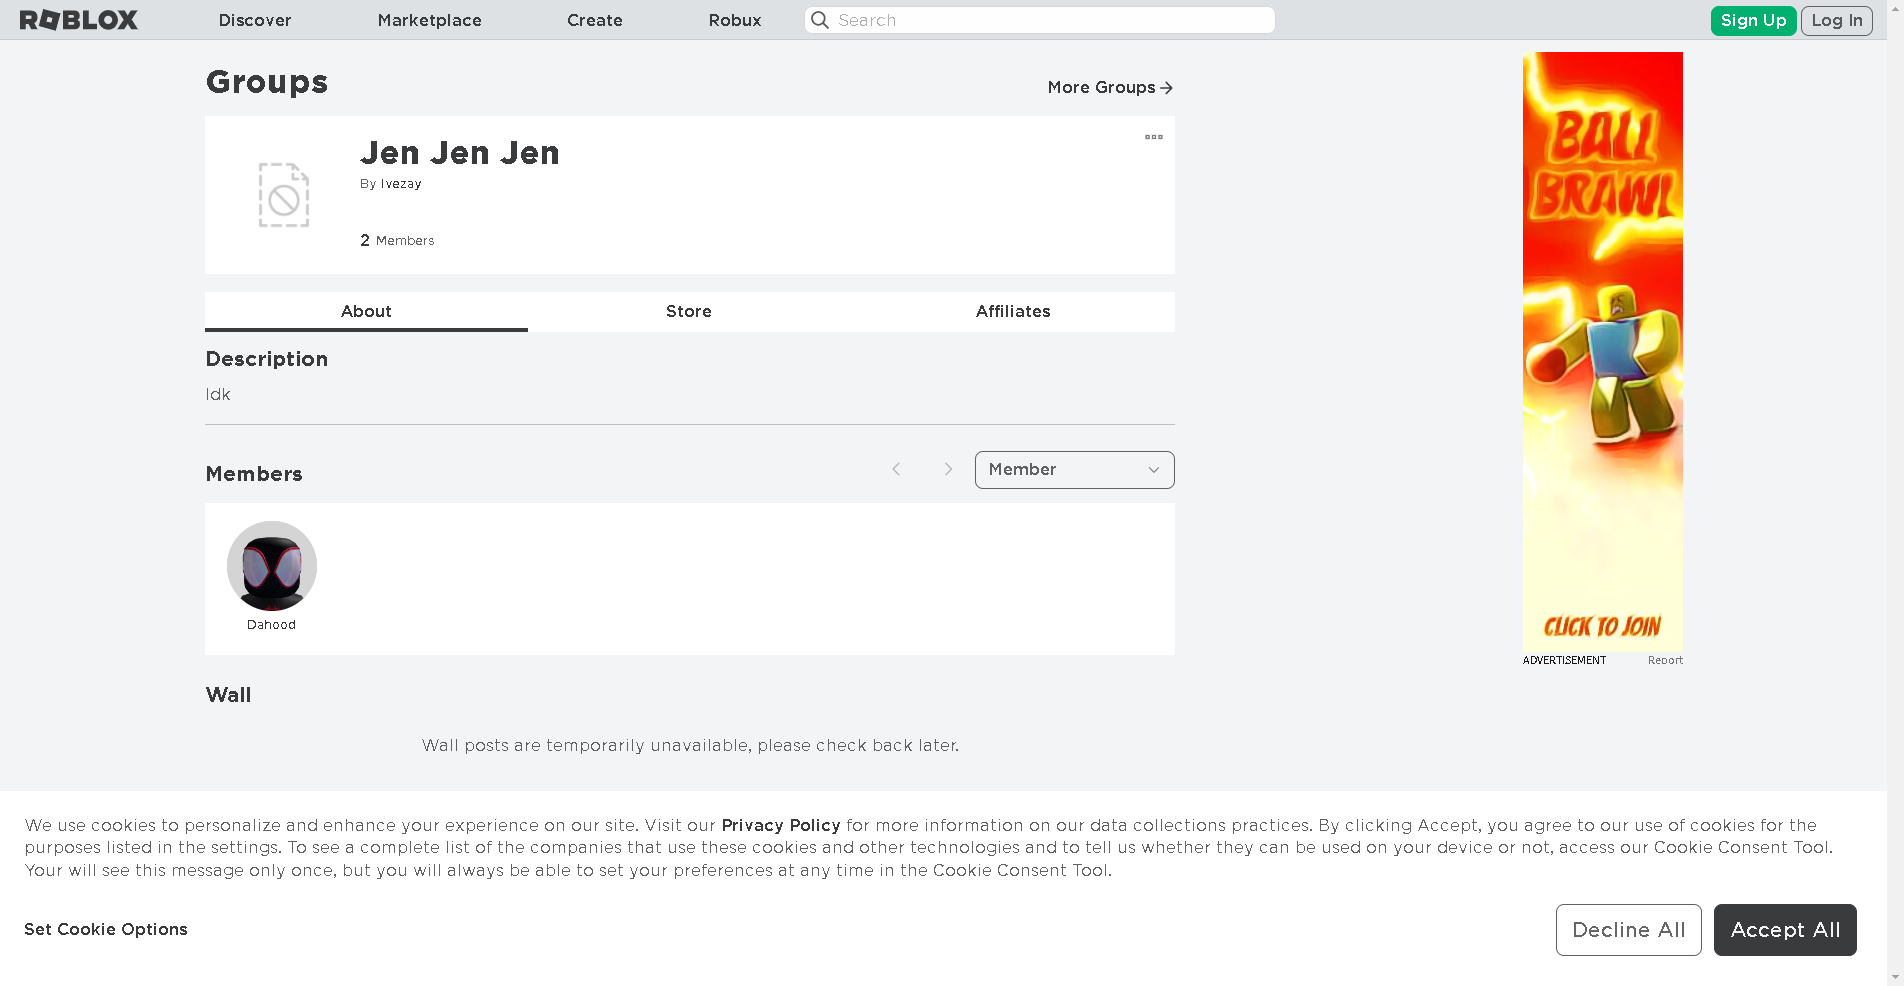 ROBLOX
Discover
Marketplace
Create
Robux
Search
Sign Up
Log In
Groups
More Groups
Jen Jen Jen
By Ivezay
2 Members
About
Store
Affiliates
Description
Idk
Members
Member
Dahood
Wall
Wall posts are temporarily unavailable, please check back later.
BALL
BRAWL
CLICK TO JOIN
ADVERTISEMENT
Report
We use cookies to personalize and enhance your experience on our site. Visit our Privacy Policy for more information on our data collections practices. By clicking Accept, you agree to our use of cookies for the
purposes listed in the settings. To see a complete list of the companies that use these cookies and other technologies and to tell us whether they can be used on your device or not, access our Cookie Consent Tool.
Your will see this message only once, but you will always be able to set your preferences at any time in the Cookie Consent Tool.
Set Cookie Options
Decline All
Accept All